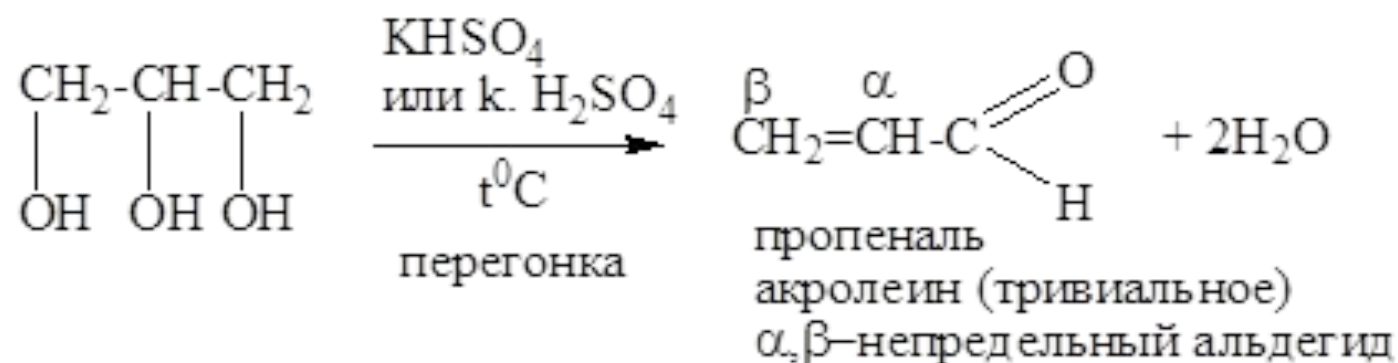 CH₂-CH-CH₂
OH OH OH
KHSO₄
или k. H₂SO₄
t⁰C
перегонка
β α
CH₂=CH-C
O
H
+ 2H₂O
пропеналь
акролеин (тривиальное)
α,β–непредельный альдегид